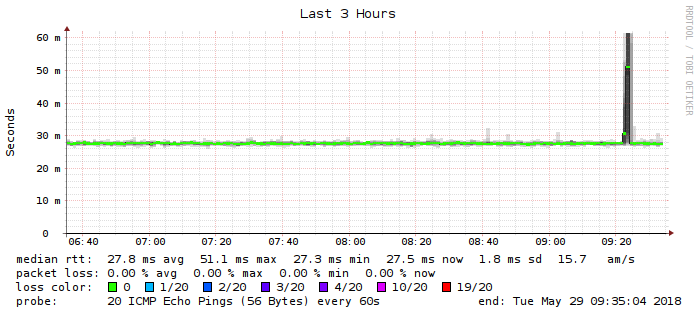 Last 3 Hours
RRDTOOL / TOBI OETIKER
Seconds
60 m
50 m
40 m
30 m
20 m
10 m
0
06:40 07:00 07:20 07:40 08:00 08:20 08:40 09:00 09:20
median rtt: 27.8 ms avg 51.1 ms max 27.3 ms min 27.5 ms now 1.8 ms sd 15.7 am/s
packet loss: 0.00 % avg 0.00 % max 0.00 % min 0.00 % now
loss color: 0 1/20 2/20 3/20 4/20 10/20 19/20
probe: 20 ICMP Echo Pings (56 Bytes) every 60s end: Tue May 29 09:35:04 2018